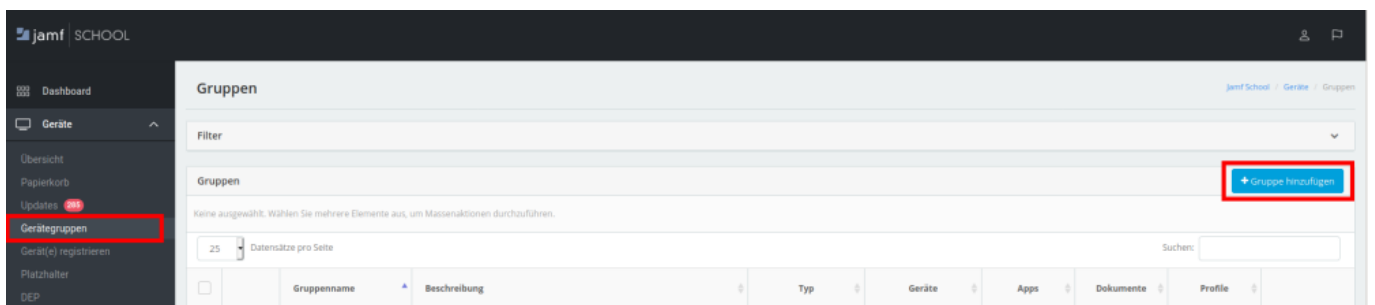 jamf SCHOOL
Dashboard
Geräte
Übersicht
Papierkorb
Updates 285
Gerätegruppen
Gerät(e) registrieren
Platzhalter
DEP
Gruppen
Jamf School / Geräte / Gruppen
Filter
Gruppen
+ Gruppe hinzufügen
Keine ausgewählt. Wählen Sie mehrere Elemente aus, um Massenaktionen durchzuführen.
25 Datensätze pro Seite
Suchen:
Gruppenname Beschreibung Typ Geräte Apps Dokumente Profile